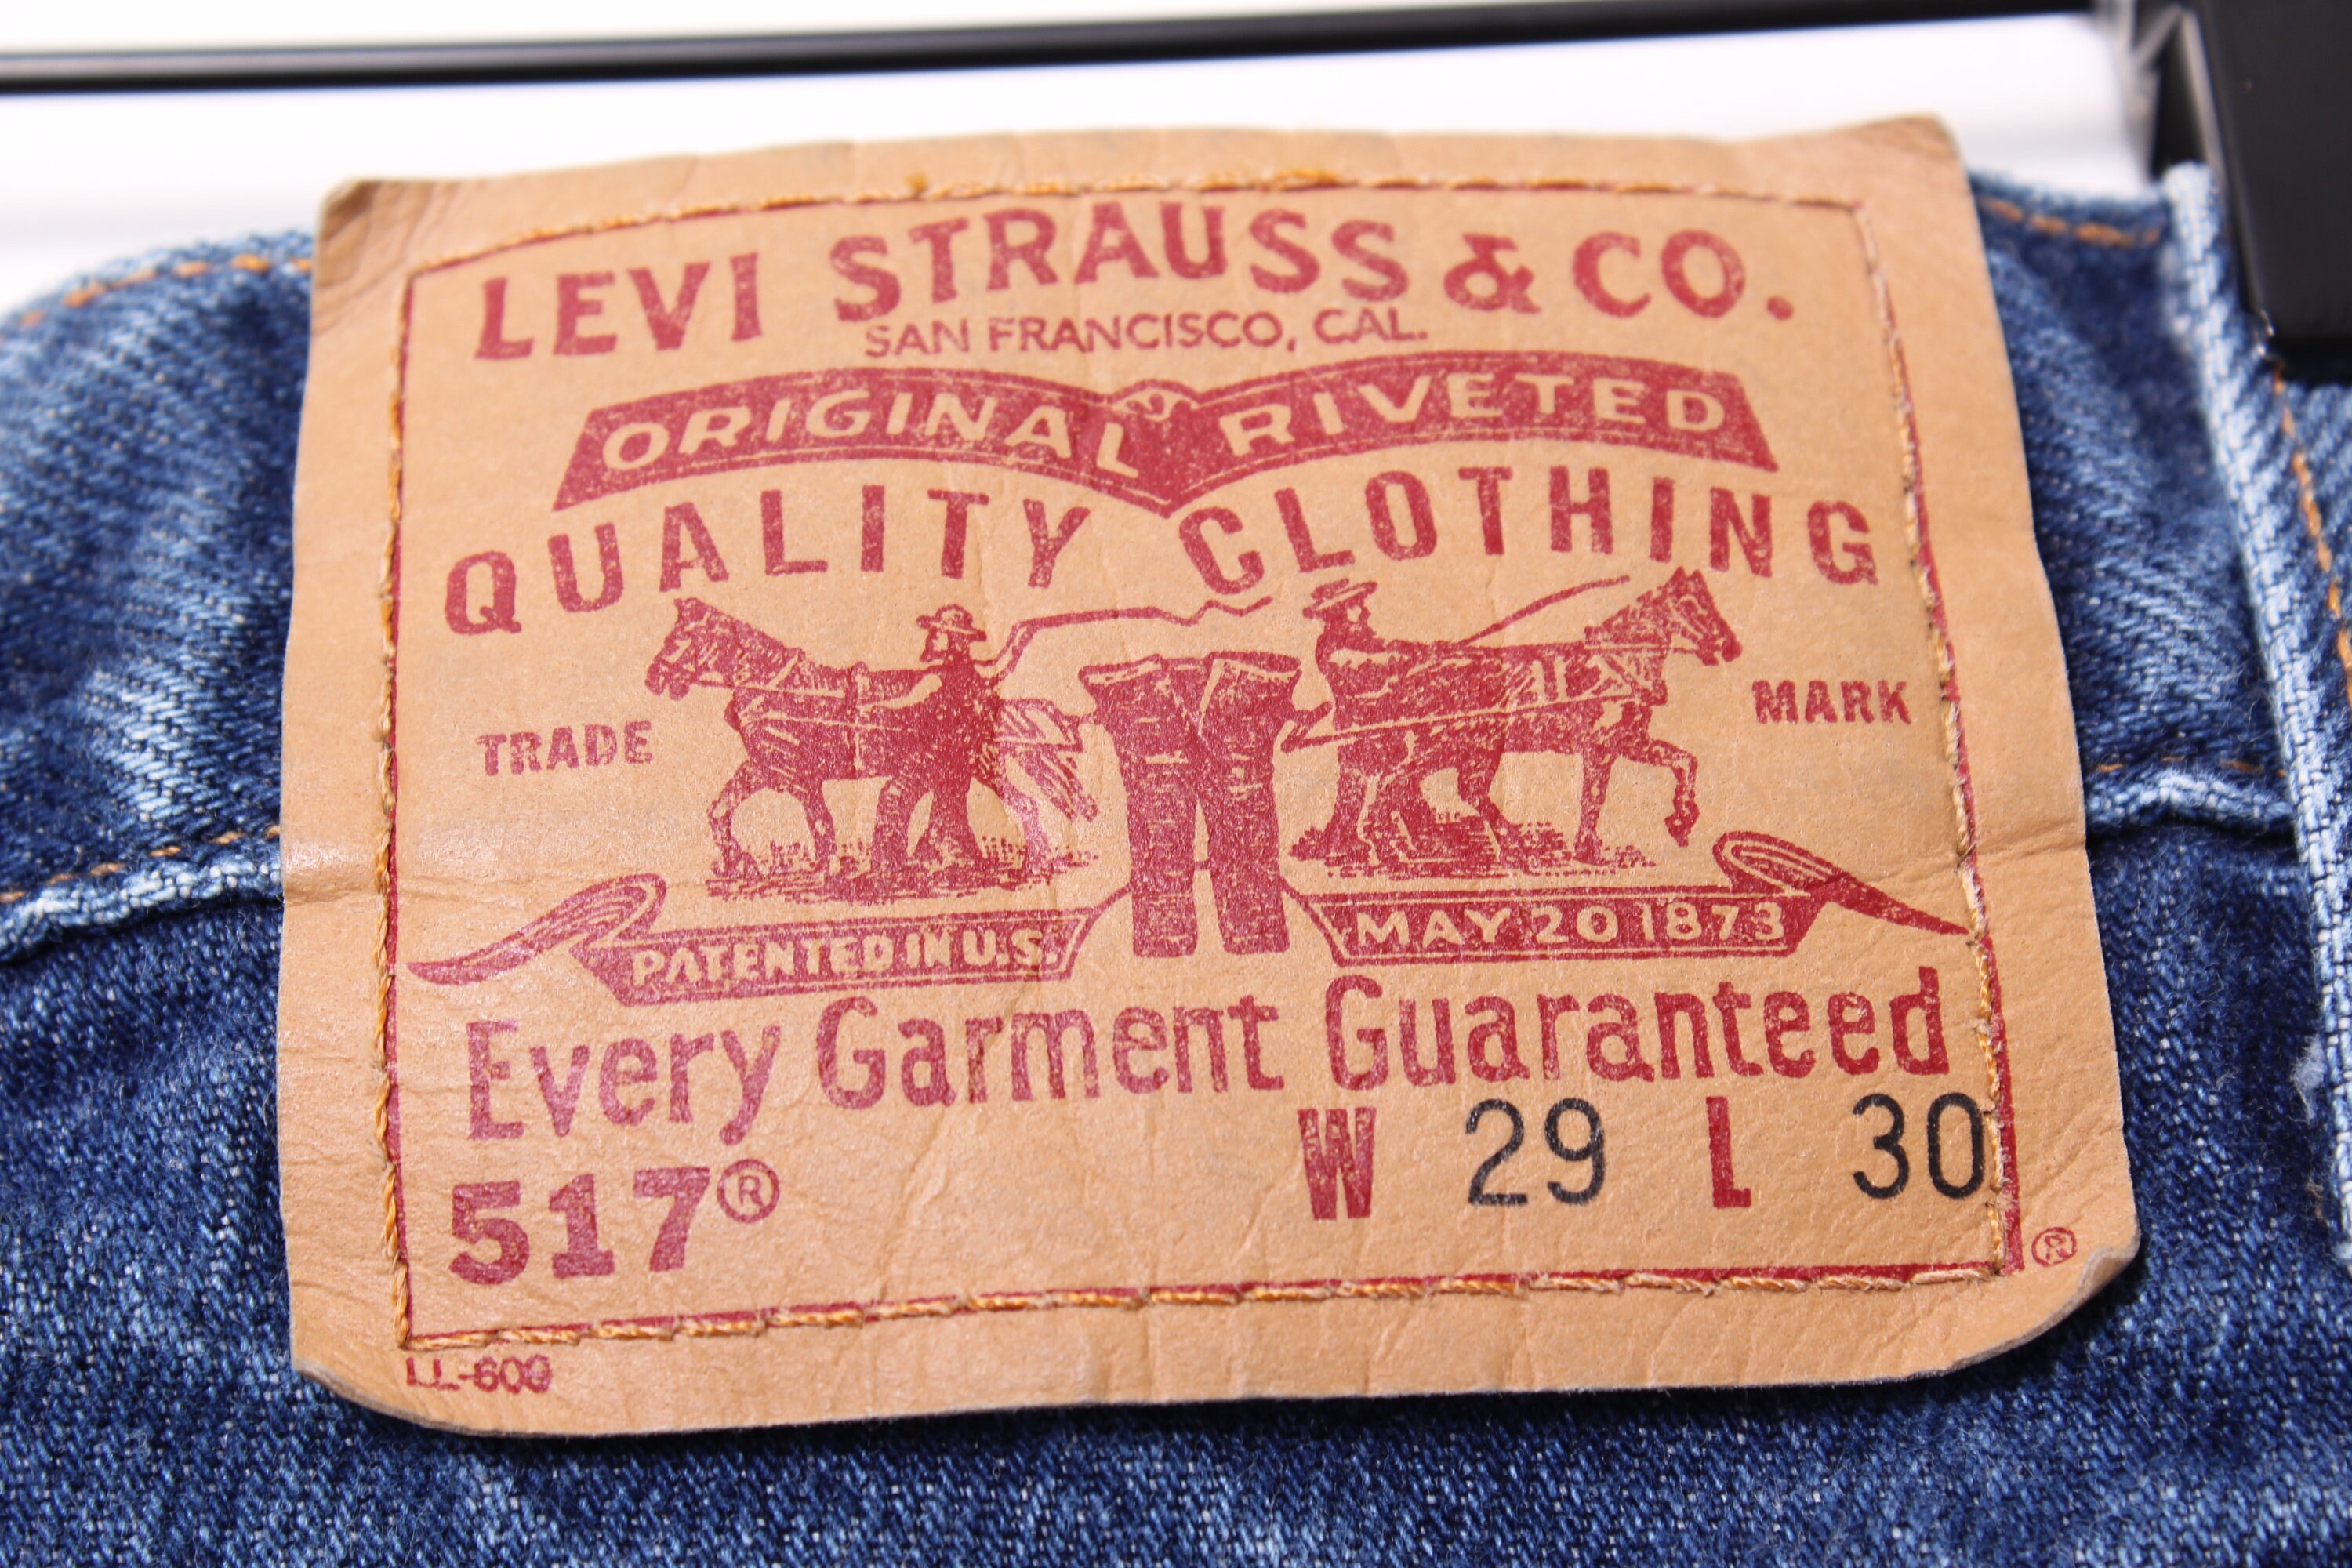 LEVI STRAUSS & CO.
SAN FRANCISCO, CAL.
ORIGINAL RIVETED
QUALITY CLOTHING
TRADE MARK
PATENTED IN U.S. MAY 20 1873
Every Garment Guaranteed
W 29 L 30
517®
®
LL-609